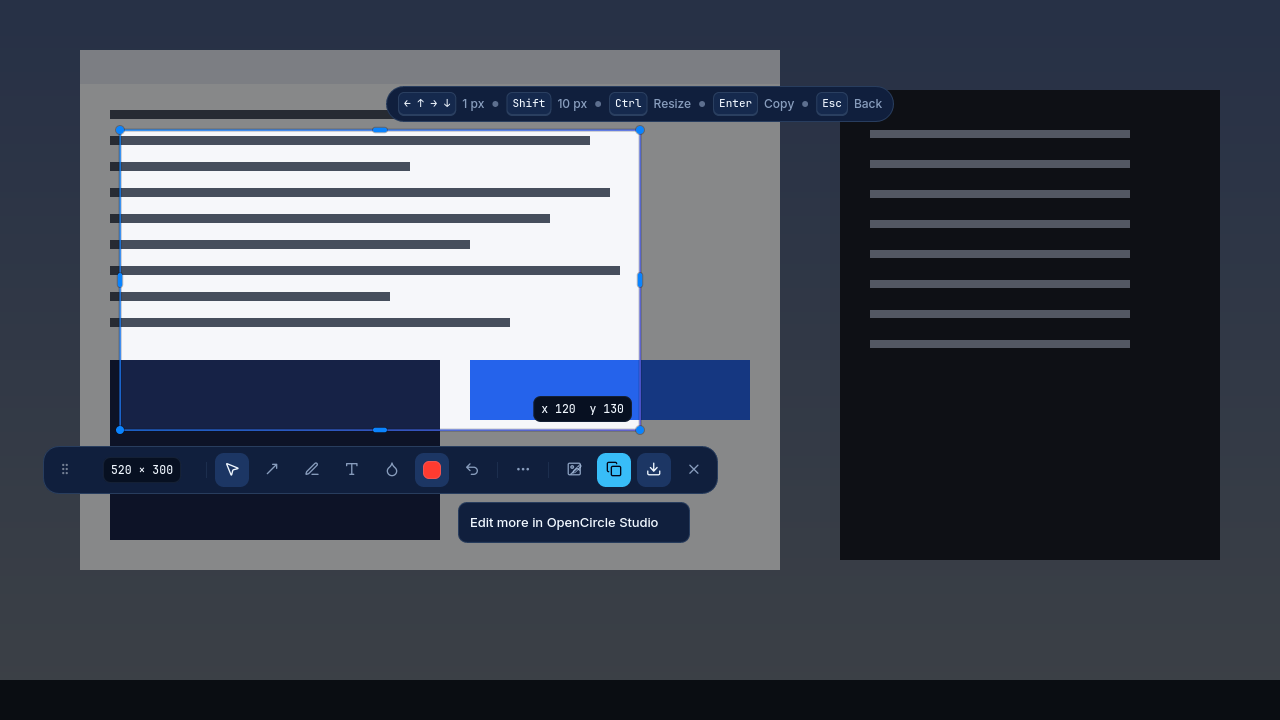 ← ↑ → ↓ 1 px • Shift 10 px • Ctrl Resize • Enter Copy • Esc Back
x 120 y 130
520 × 300
Edit more in OpenCircle Studio